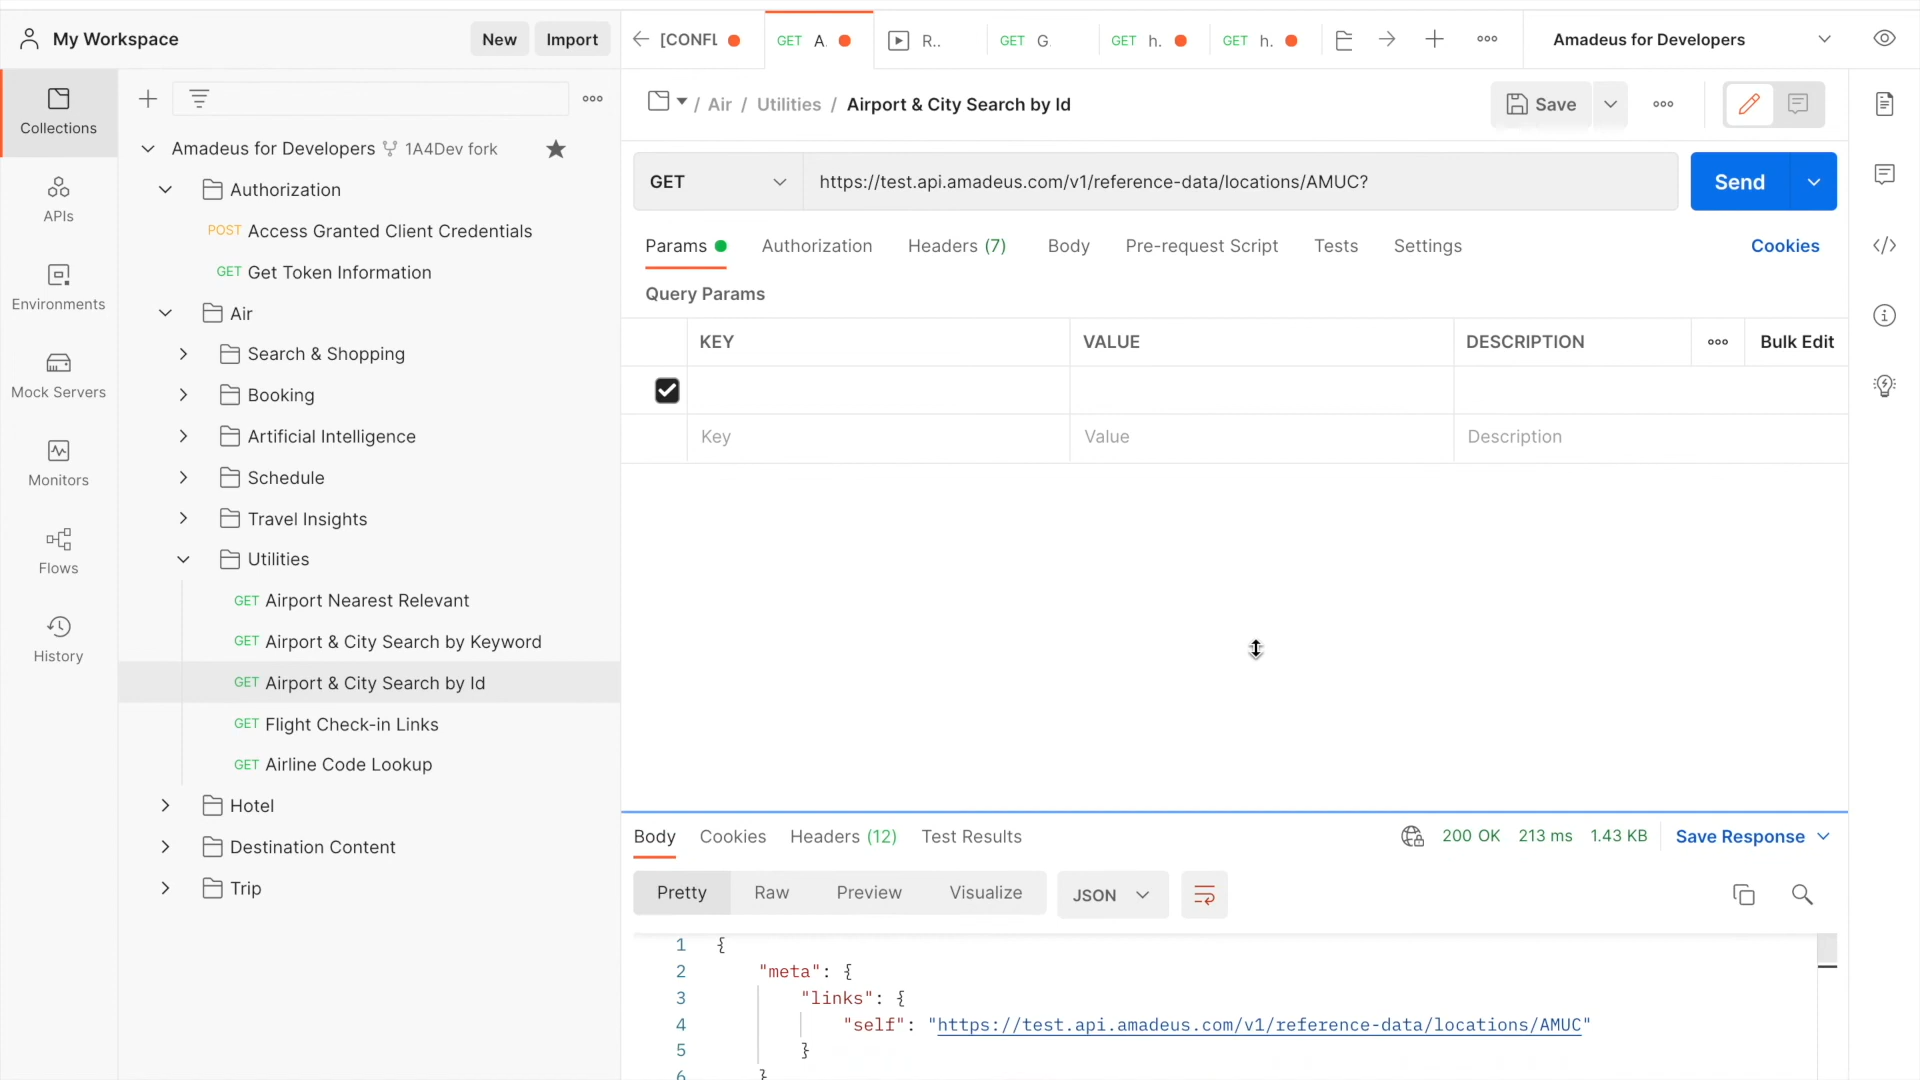 My Workspace
New
Import
[CONFL
GET A.
R..
GET G
GET h.
GET h.
Amadeus for Developers
Collections
APIs
Environments
Mock Servers
Monitors
Flows
History
Amadeus for Developers 1A4Dev fork
Authorization
POST Access Granted Client Credentials
GET Get Token Information
Air
Search & Shopping
Booking
Artificial Intelligence
Schedule
Travel Insights
Utilities
GET Airport Nearest Relevant
GET Airport & City Search by Keyword
GET Airport & City Search by Id
GET Flight Check-in Links
GET Airline Code Lookup
Hotel
Destination Content
Trip
/ Air / Utilities / Airport & City Search by Id
Save
GET
https://test.api.amadeus.com/v1/reference-data/locations/AMUC?
Send
Params
Authorization
Headers (7)
Body
Pre-request Script
Tests
Settings
Cookies
Query Params
KEY
VALUE
DESCRIPTION
Bulk Edit
Key
Value
Description
Body
Cookies
Headers (12)
Test Results
200 OK
213 ms
1.43 KB
Save Response
Pretty
Raw
Preview
Visualize
JSON
1 {
2 "meta": {
3 "links": {
4 "self": "https://test.api.amadeus.com/v1/reference-data/locations/AMUC"
5 }
6 }